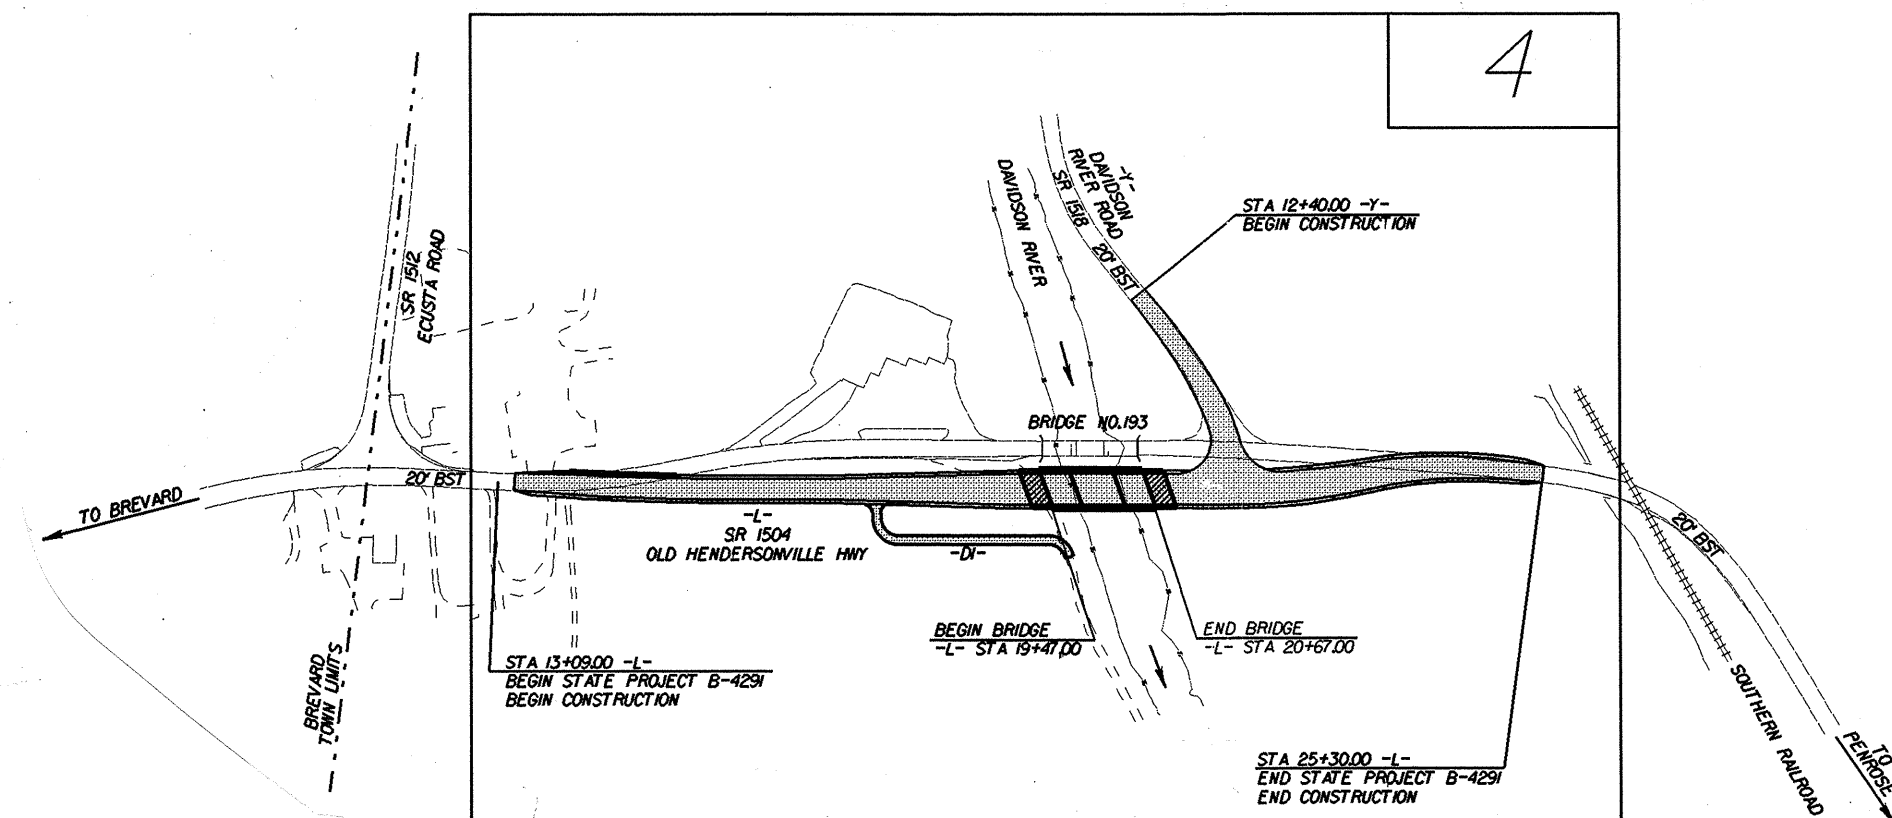 4
-Y-
DAVIDSON
RIVER ROAD
SR 1518
20' BST
DAVIDSON RIVER
STA 12+40.00 -Y-
BEGIN CONSTRUCTION
SR 1512
ECUSTA ROAD
BRIDGE NO.193
20' BST
TO BREVARD
-L-
SR 1504
OLD HENDERSONVILLE HWY
-D1-
20' BST
BEGIN BRIDGE
-L- STA 19+47.00
END BRIDGE
-L- STA 20+67.00
STA 13+09.00 -L-
BEGIN STATE PROJECT B-4291
BEGIN CONSTRUCTION
BREVARD
TOWN LIMITS
STA 25+30.00 -L-
END STATE PROJECT B-4291
END CONSTRUCTION
SOUTHERN RAILROAD
TO
PENROSE